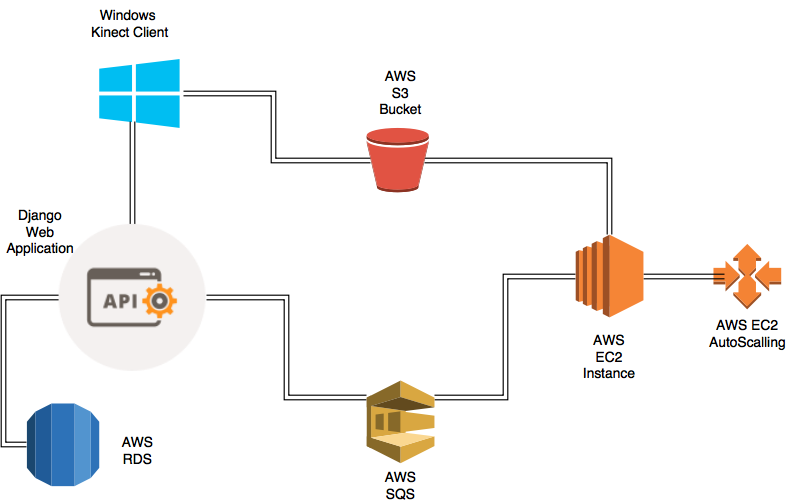 Windows
Kinect Client
AWS
S3
Bucket
Django
Web
Application
API
AWS
EC2
Instance
AWS EC2
AutoScalling
AWS
RDS
AWS
SQS